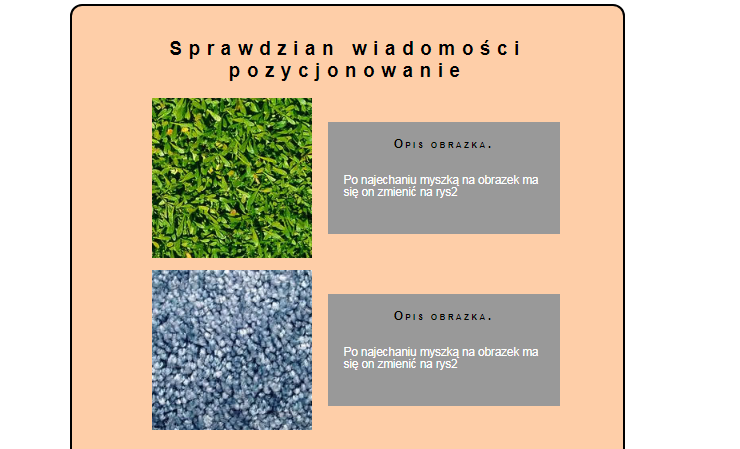 Sprawdzian wiadomości
pozycjonowanie
Opis obrazka.
Po najechaniu myszką na obrazek ma
się on zmienić na rys2
Opis obrazka.
Po najechaniu myszką na obrazek ma
się on zmienić na rys2